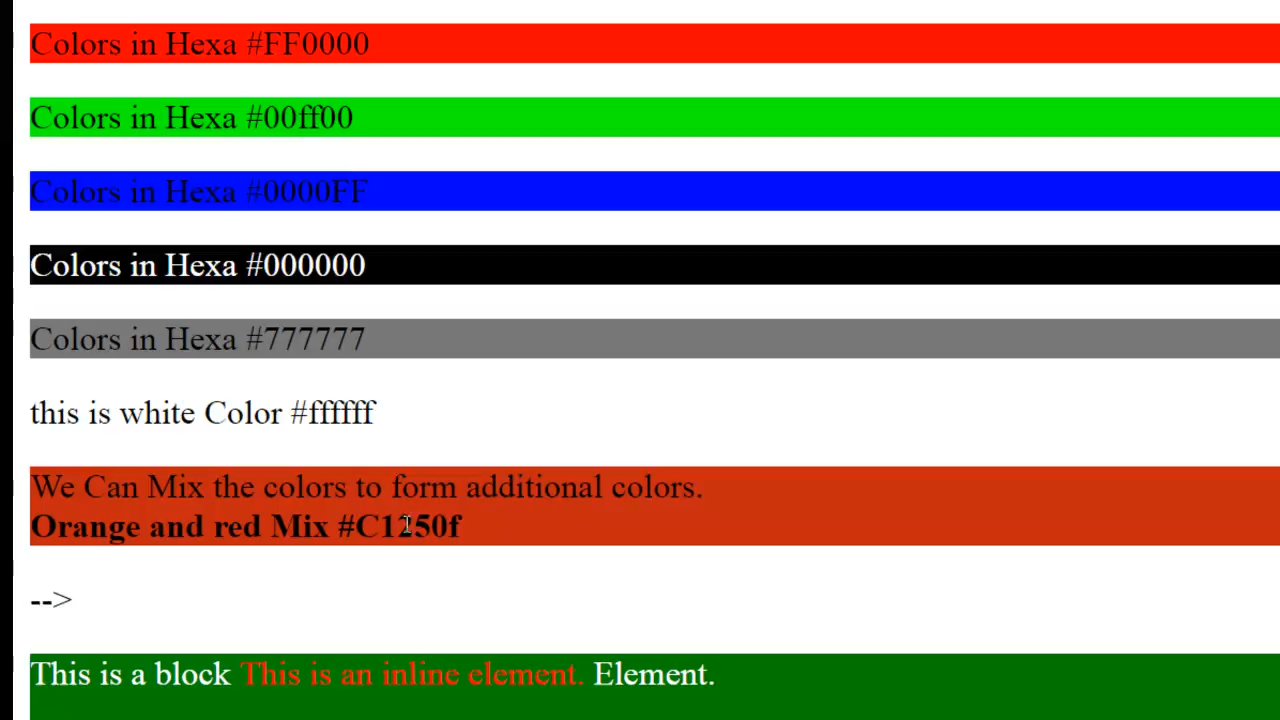 Colors in Hexa #FF0000
Colors in Hexa #00ff00
Colors in Hexa #0000FF
Colors in Hexa #000000
Colors in Hexa #777777
this is white Color #ffffff
We Can Mix the colors to form additional colors.
Orange and red Mix #C1250f
-->
This is a block This is an inline element. Element.